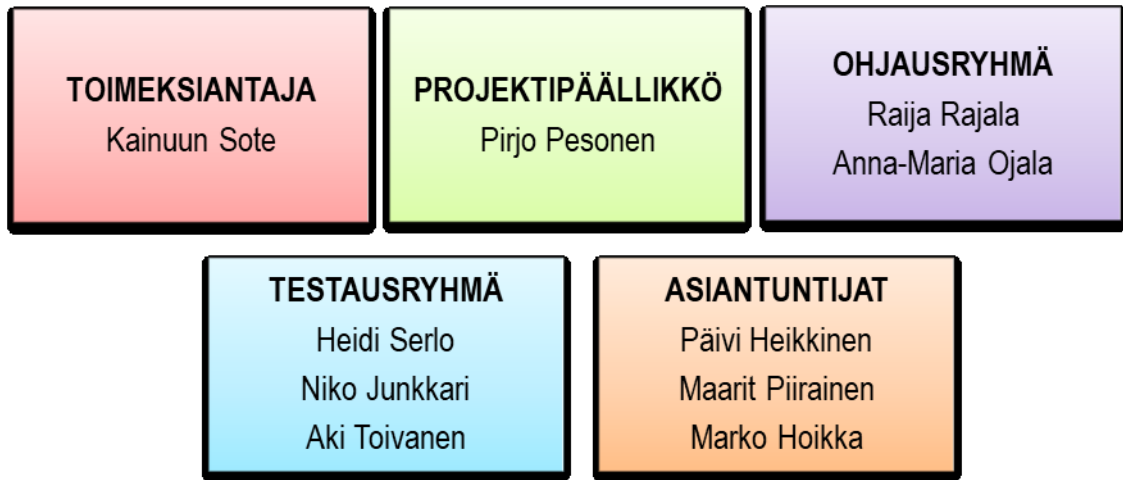 TOIMEKSIANTAJA
Kainuun Sote
PROJEKTIPÄÄLLIKKÖ
Pirjo Pesonen
OHJAUSRYHMÄ
Raija Rajala
Anna-Maria Ojala
TESTAUSRYHMÄ
Heidi Serlo
Niko Junkkari
Aki Toivanen
ASIANTUNTIJAT
Päivi Heikkinen
Maarit Piirainen
Marko Hoikka